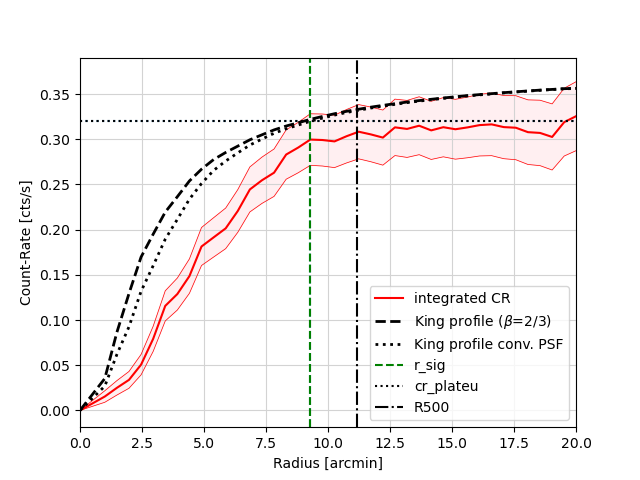 Count-Rate [cts/s]
0.35
0.30
0.25
0.20
0.15
0.10
0.05
0.00
integrated CR
King profile (β=2/3)
King profile conv. PSF
r_sig
cr_plateu
R500
0.0 2.5 5.0 7.5 10.0 12.5 15.0 17.5 20.0
Radius [arcmin]